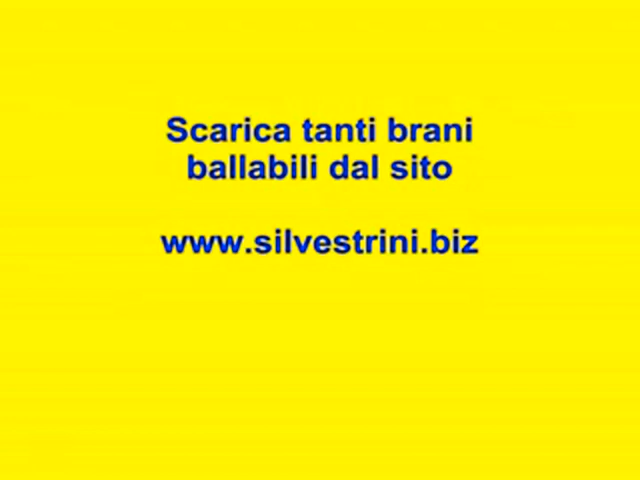 Scarica tanti brani
ballabili dal sito
www.silvestrini.biz